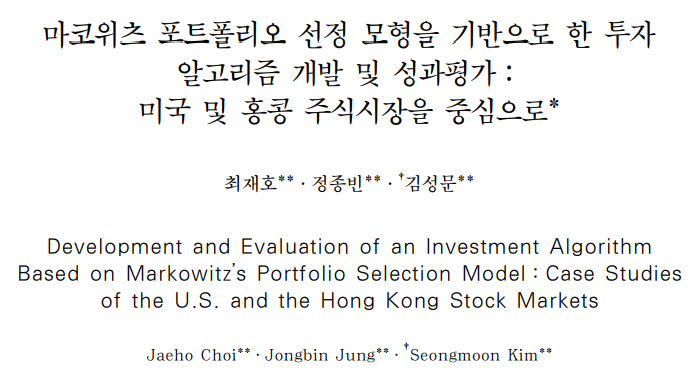 마코위츠 포트폴리오 선정 모형을 기반으로 한 투자
알고리즘 개발 및 성과평가 :
미국 및 홍콩 주식시장을 중심으로*
최재호**·정종빈**·†김성문**
Development and Evaluation of an Investment Algorithm
Based on Markowitz's Portfolio Selection Model : Case Studies
of the U.S. and the Hong Kong Stock Markets
Jaeho Choi**·Jongbin Jung**·†Seongmoon Kim**